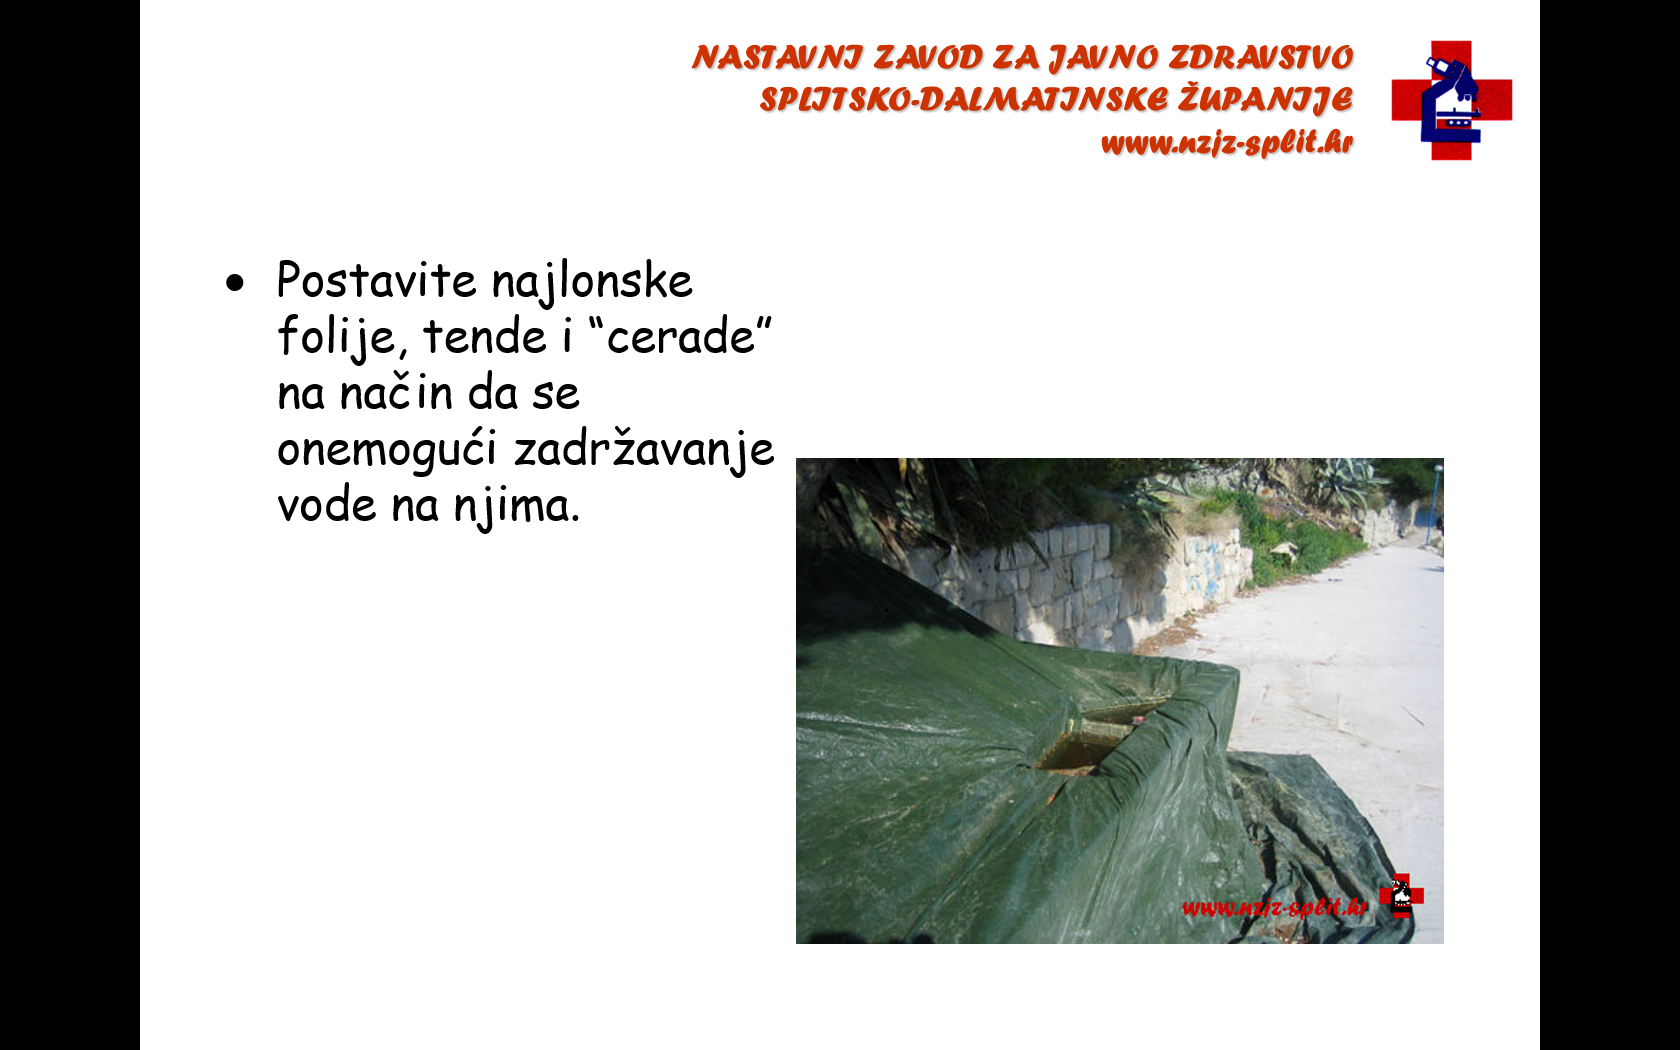 NASTAVNI ZAVOD ZA JAVNO ZDRAVSTVO
SPLITSKO-DALMATINSKE ŽUPANIJE
www.nzjz-split.hr
• Postavite najlonske
folije, tende i “cerade”
na način da se
onemogući zadržavanje
vode na njima.
www.nzjz-split.hr